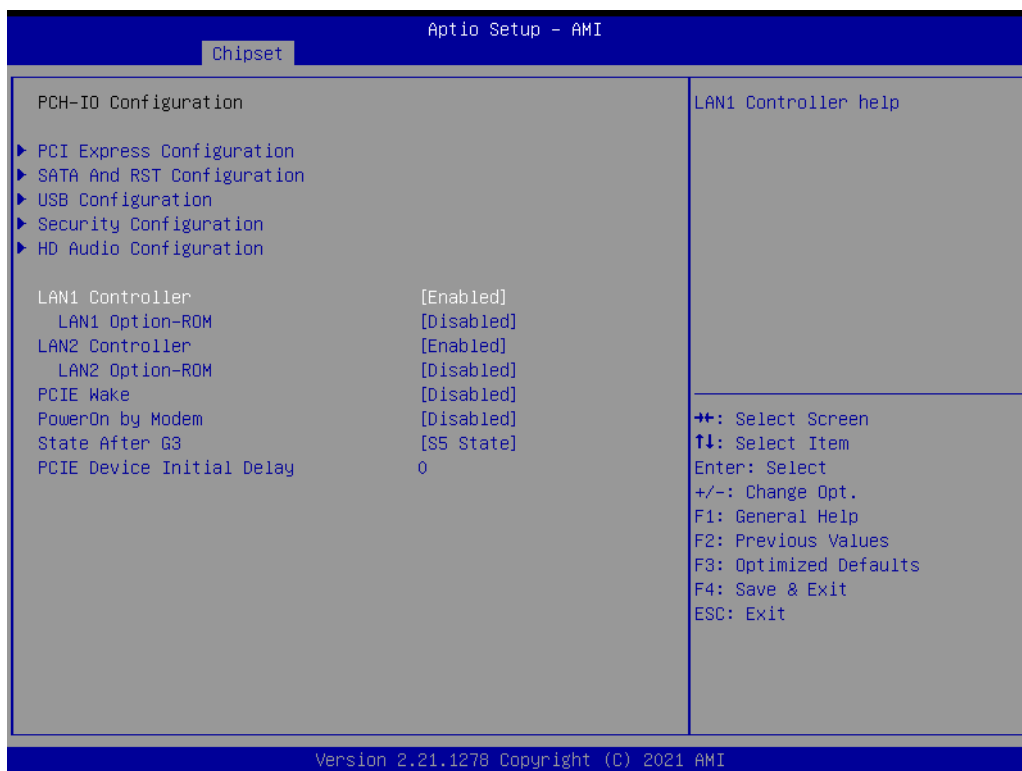 Aptio Setup – AMI
Chipset
PCH-IO Configuration
PCI Express Configuration
SATA And RST Configuration
USB Configuration
Security Configuration
HD Audio Configuration
LAN1 Controller [Enabled]
LAN1 Option-ROM [Disabled]
LAN2 Controller [Enabled]
LAN2 Option-ROM [Disabled]
PCIE Wake [Disabled]
PowerOn by Modem [Disabled]
State After G3 [S5 State]
PCIE Device Initial Delay 0
LAN1 Controller help
→←: Select Screen
↑↓: Select Item
Enter: Select
+/-: Change Opt.
F1: General Help
F2: Previous Values
F3: Optimized Defaults
F4: Save & Exit
ESC: Exit
Version 2.21.1278 Copyright (C) 2021 AMI